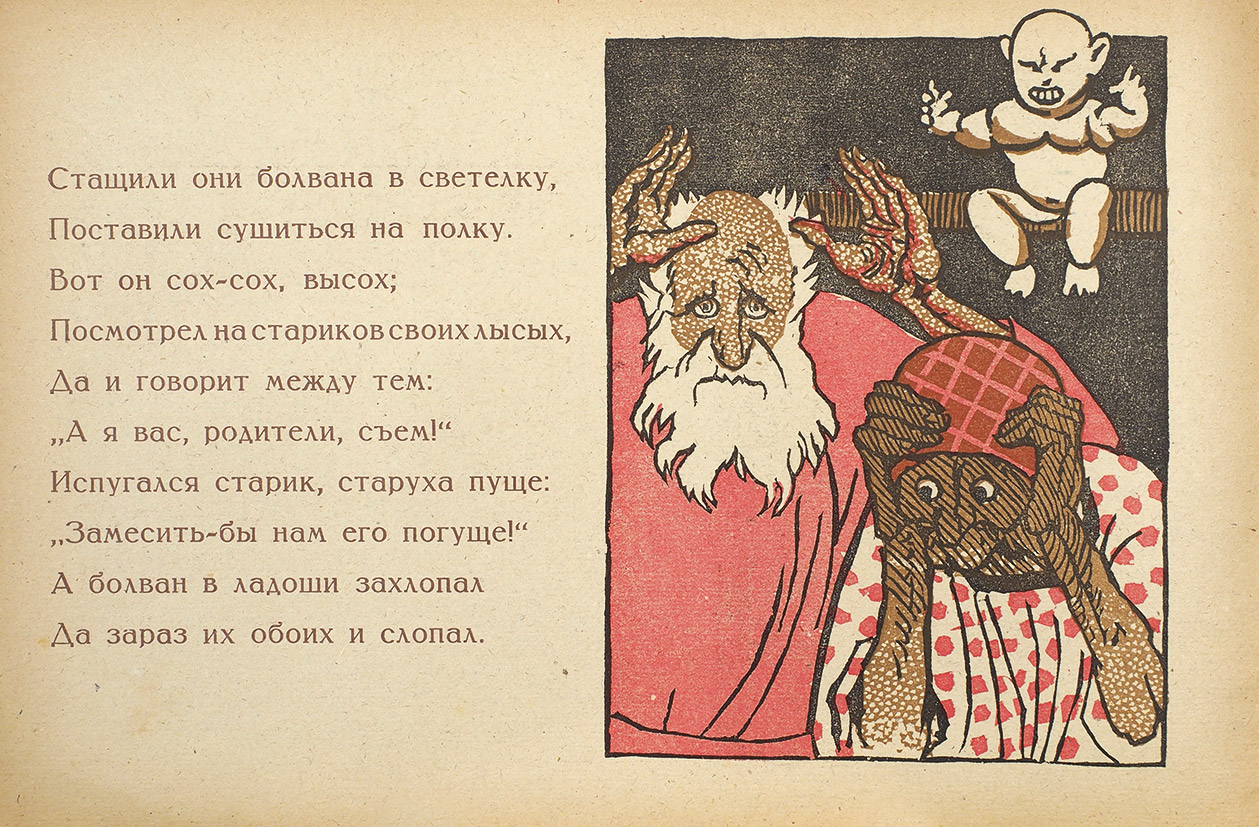 Стащили они болвана в светелку,
Поставили сушиться на полку.
Вот он сох-сох, высох;
Посмотрел на стариков своих лысых,
Да и говорит между тем:
„А я вас, родители, съем!“
Испугался старик, старуха пуще:
„Замесить-бы нам его погуще!“
А болван в ладоши захлопал
Да зараз их обоих и слопал.